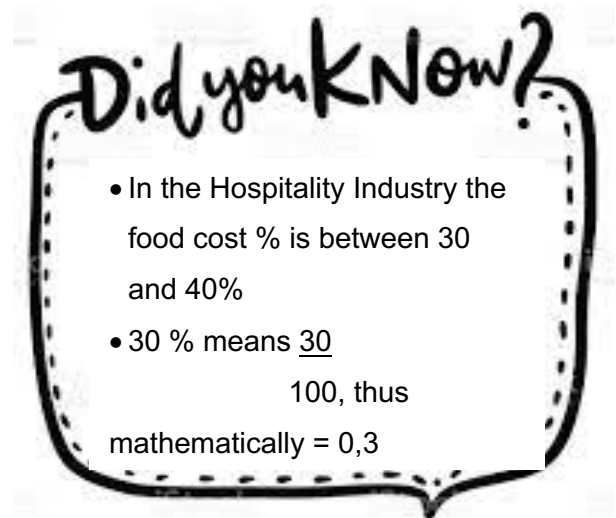 Did you KNOW?
• In the Hospitality Industry the
food cost % is between 30
and 40%
• 30 % means 30
100, thus
mathematically = 0,3